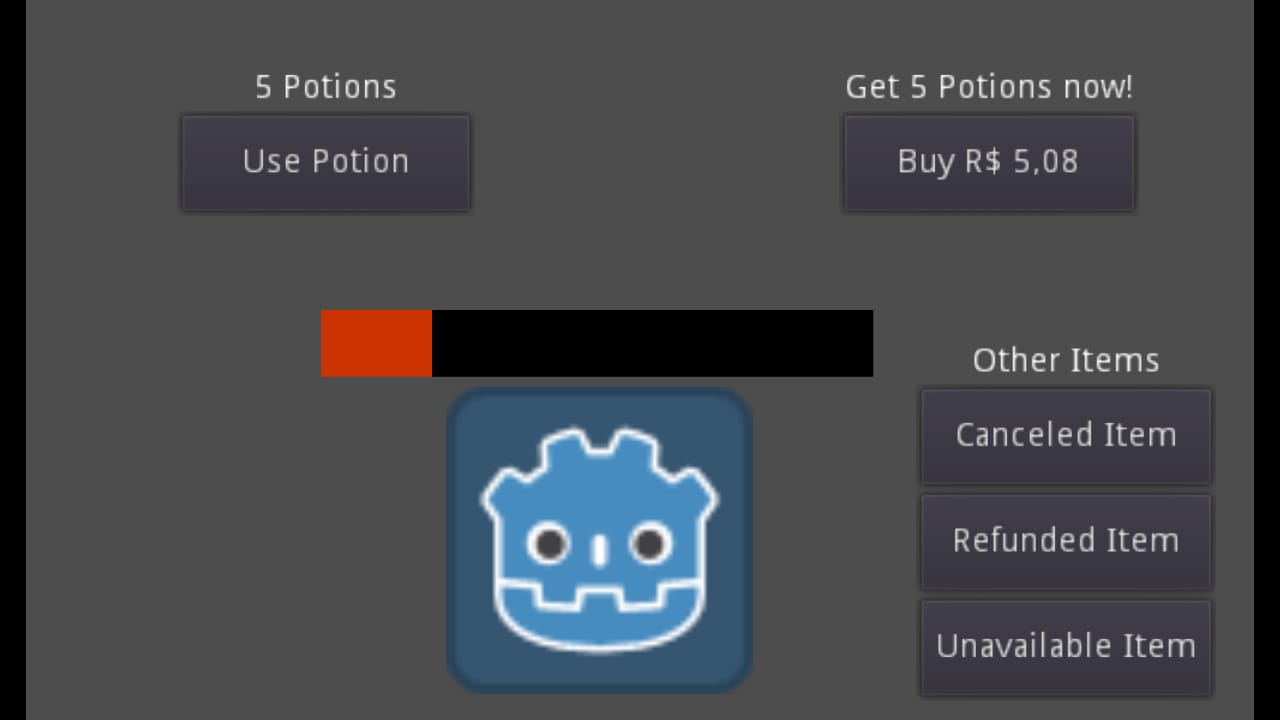 5 Potions
Use Potion
Get 5 Potions now!
Buy R$ 5,08
Other Items
Canceled Item
Refunded Item
Unavailable Item